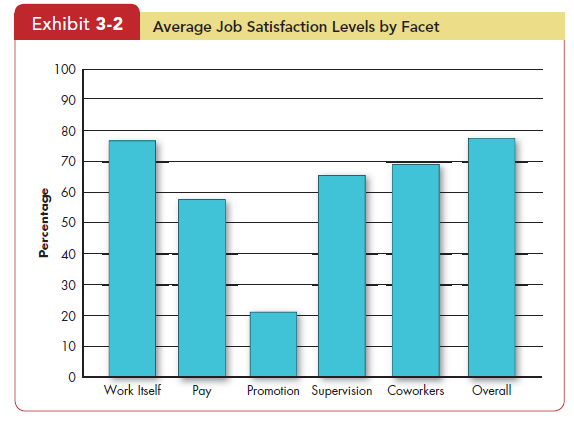 Exhibit 3-2
Average Job Satisfaction Levels by Facet
Percentage
100
90
80
70
60
50
40
30
20
10
0
Work Itself
Pay
Promotion
Supervision
Coworkers
Overall